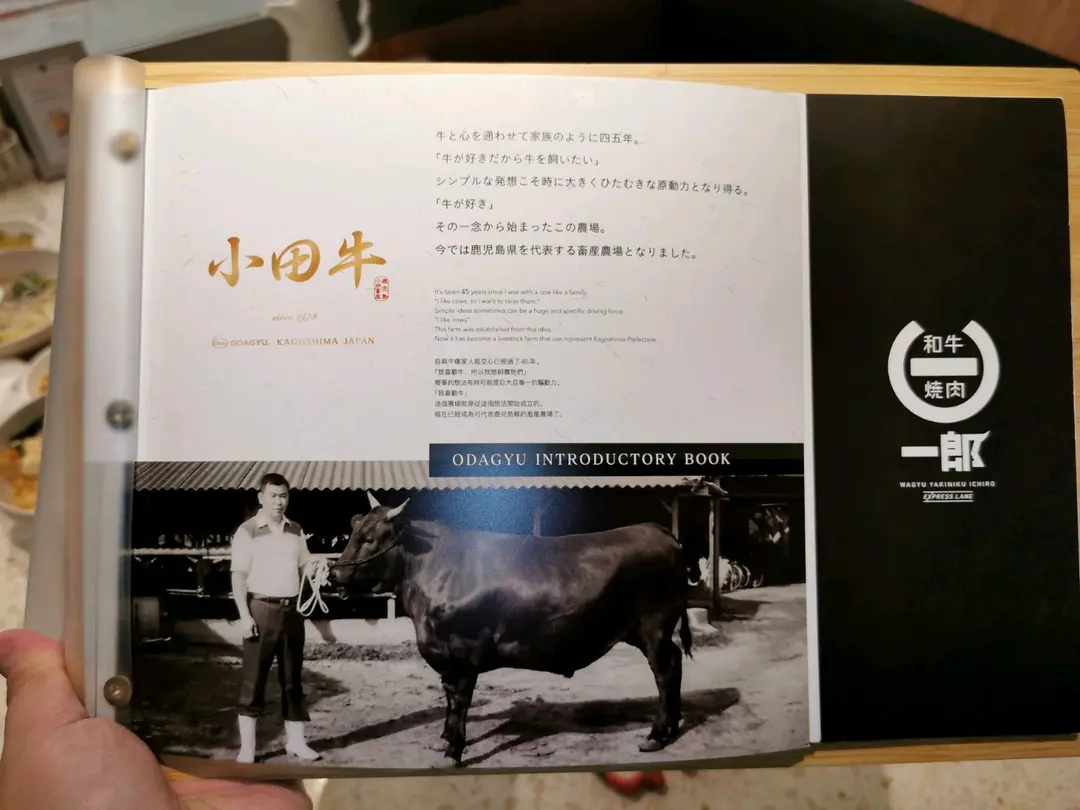 小田牛
since 1978
ODAGYU. KAGOSHIMA JAPAN
牛と心を通わせて家族のように四五年。
「牛が好きだから牛を飼いたい」
シンプルな発想こそ時に大きくひたむきな原動力となり得る。
「牛が好き」
その一念から始まったこの農場。
今では鹿児島県を代表する畜産農場となりました。
It's been 45 years since I was with a cow like a family.
"I like cows, so I want to raise them."
Simple ideas sometimes can be a huge and specific driving force.
"I like cows"
This farm was established from this idea.
Now it has become a livestock farm that can represent Kagoshima Prefecture.
自與牛像家人般交心已經過了45年。
「我喜歡牛，所以我想飼養牠們」
簡單的想法有時可能是巨大且專一的驅動力。
「我喜歡牛」
這個農場就是從這個想法開始成立的。
現在已經成為可代表鹿兒島縣的畜產農場了。
ODAGYU INTRODUCTORY BOOK
和牛
焼肉
一郎
WAGYU YAKINIKU ICHIRO
EXPRESS LANE